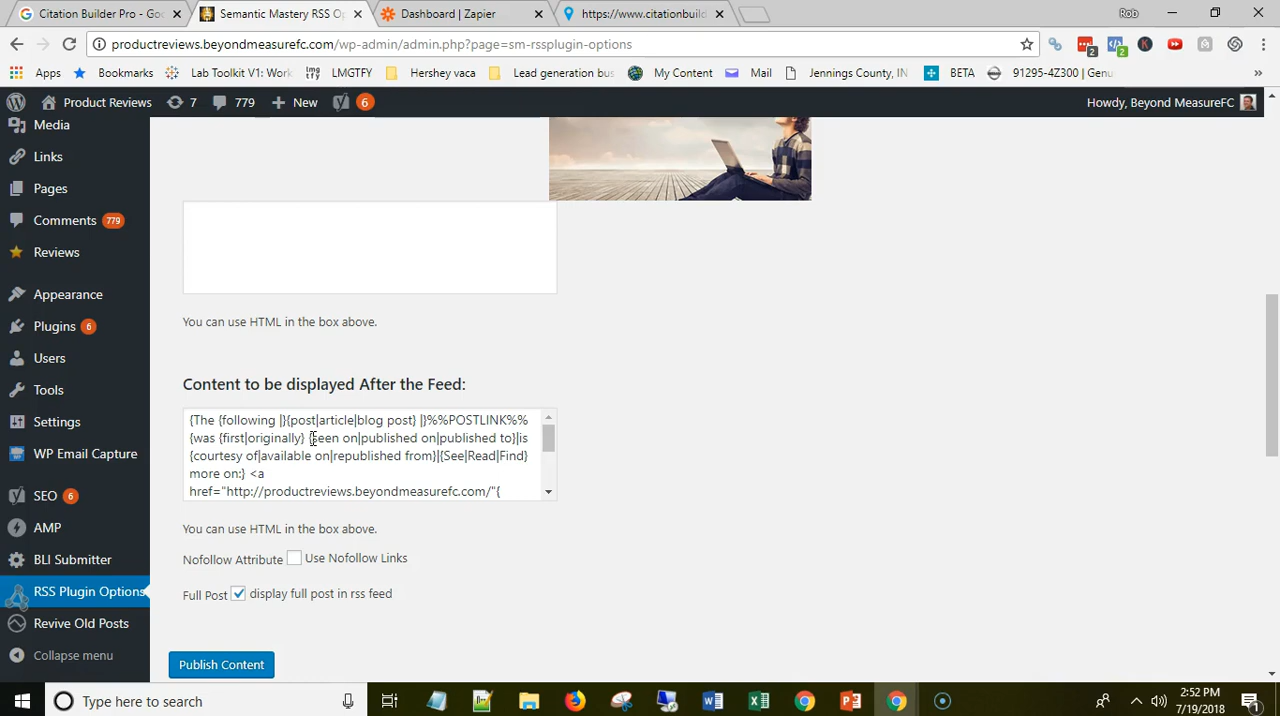 Citation Builder Pro - Goo
Semantic Mastery RSS Op
Dashboard | Zapier
https://www.citationbuild
Rob
productreviews.beyondmeasurefc.com/wp-admin/admin.php?page=sm-rssplugin-options
2
2
Apps
Bookmarks
Lab Toolkit V1: Work
img
LMGTFY
Hershey vaca
Lead generation bus
My Content
Mail
Jennings County, IN
BETA
91295-4Z300 | Genu
»
Product Reviews
7
779
New
6
Howdy, Beyond MeasureFC
Media
Links
Pages
Comments 779
Reviews
Appearance
Plugins 6
Users
Tools
Settings
WP Email Capture
SEO 6
AMP
BLI Submitter
RSS Plugin Options
Revive Old Posts
Collapse menu
You can use HTML in the box above.
Content to be displayed After the Feed:
{The {following |}{post|article|blog post} |}%%POSTLINK%%
{was {first|originally} {seen on|published on|published to}|is
{courtesy of|available on|republished from}|{See|Read|Find}
more on:} <a
href="http://productreviews.beyondmeasurefc.com/"{
You can use HTML in the box above.
Nofollow Attribute Use Nofollow Links
Full Post display full post in rss feed
Publish Content
Type here to search
2:52 PM
7/19/2018
1